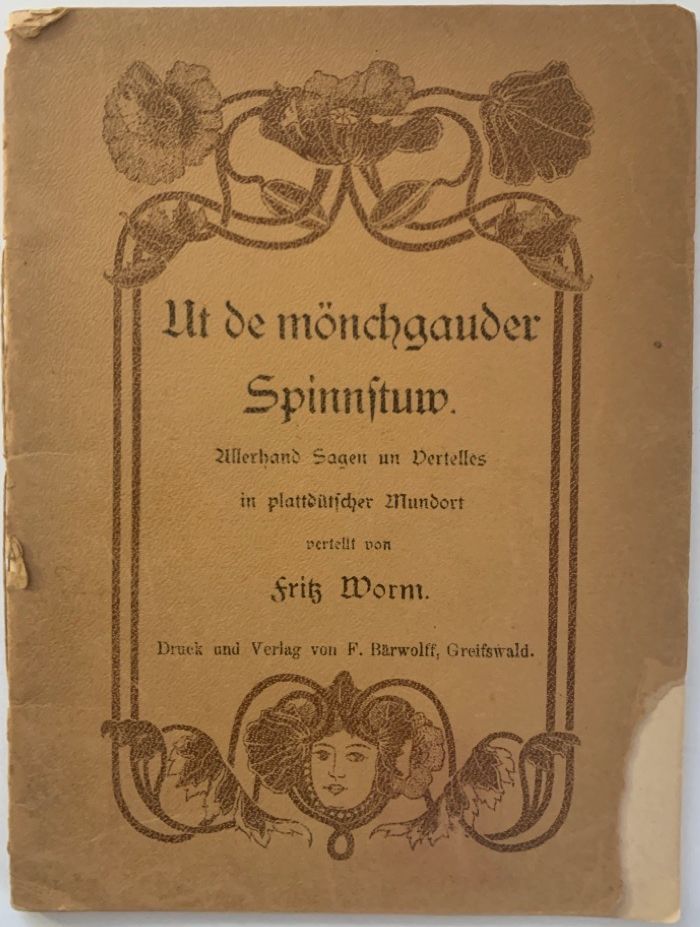 Ut de mönchgauder
Spinnſtuw.
Allerhand Sagen un Vertelles
in plattdütſcher Mundort
vertellt von
Fritz Worm.
Druck und Verlag von F. Bärwolff, Greifswald.